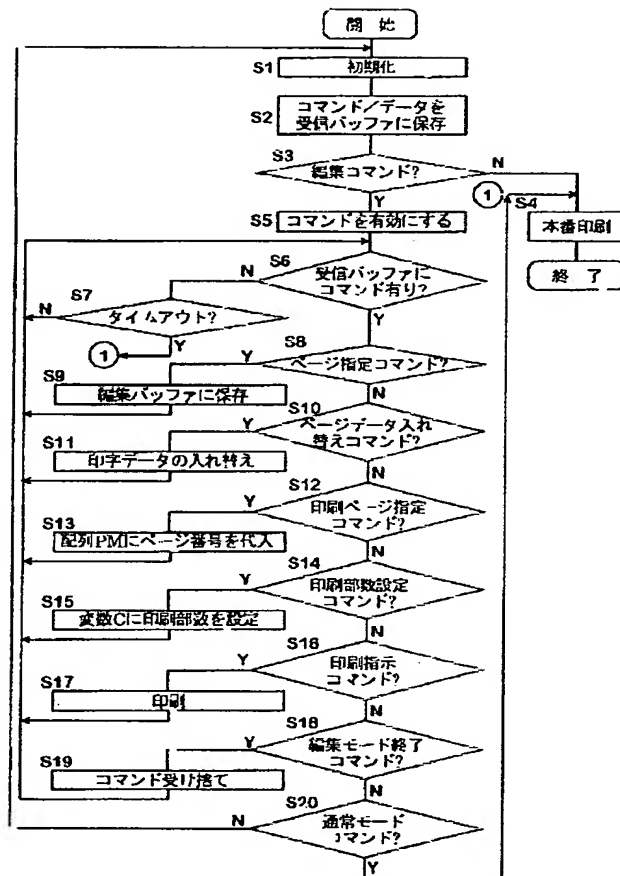 開 始
S1
初期化
S2
コマンド/データを
受信バッファに保存
S3
編集コマンド?
N
Y
1
S4
本番印刷
終 了
S5
コマンドを有効にする
S6
受信バッファに
コマンド有り?
N
Y
S7
タイムアウト?
N
Y
1
S8
ページ指定コマンド?
Y
N
S9
編集バッファに保存
S10
ページデータ入れ
替えコマンド?
Y
N
S11
印字データの入れ替え
S12
印刷ページ指定
コマンド?
Y
N
S13
配列PMにページ番号を代入
S14
印刷部数設定
コマンド?
Y
N
S15
変数Cに印刷部数を設定
S16
印刷指示
コマンド?
Y
N
S17
印刷
S18
編集モード終了
コマンド?
Y
N
S19
コマンド受け捨て
S20
通常モード
コマンド?
N
Y